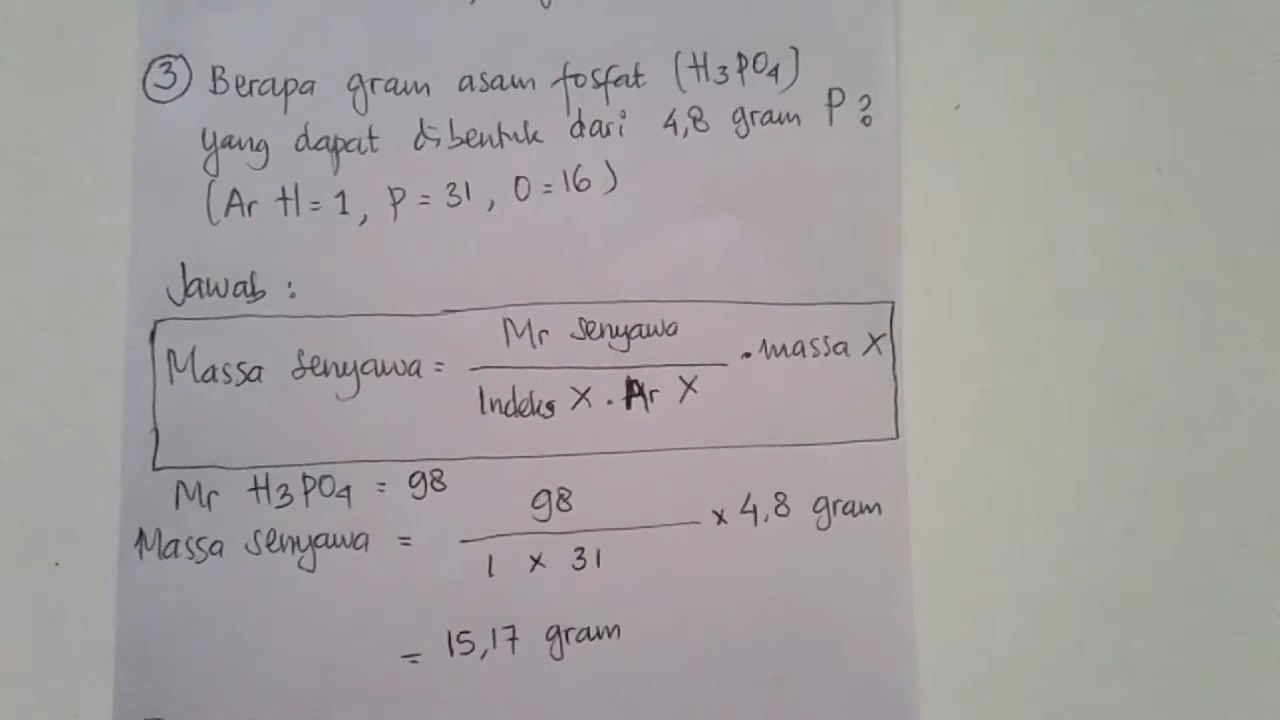 ③ Berapa gram asam fosfat (H3PO4)
yang dapat dibentuk dari 4,8 gram P?
(Ar H = 1, P = 31, O = 16)
Jawab :
Massa senyawa = Mr senyawa / Indeks X . Ar X . massa X
Mr H3PO4 = 98
Massa senyawa = 98 / 1 x 31 x 4,8 gram
= 15,17 gram